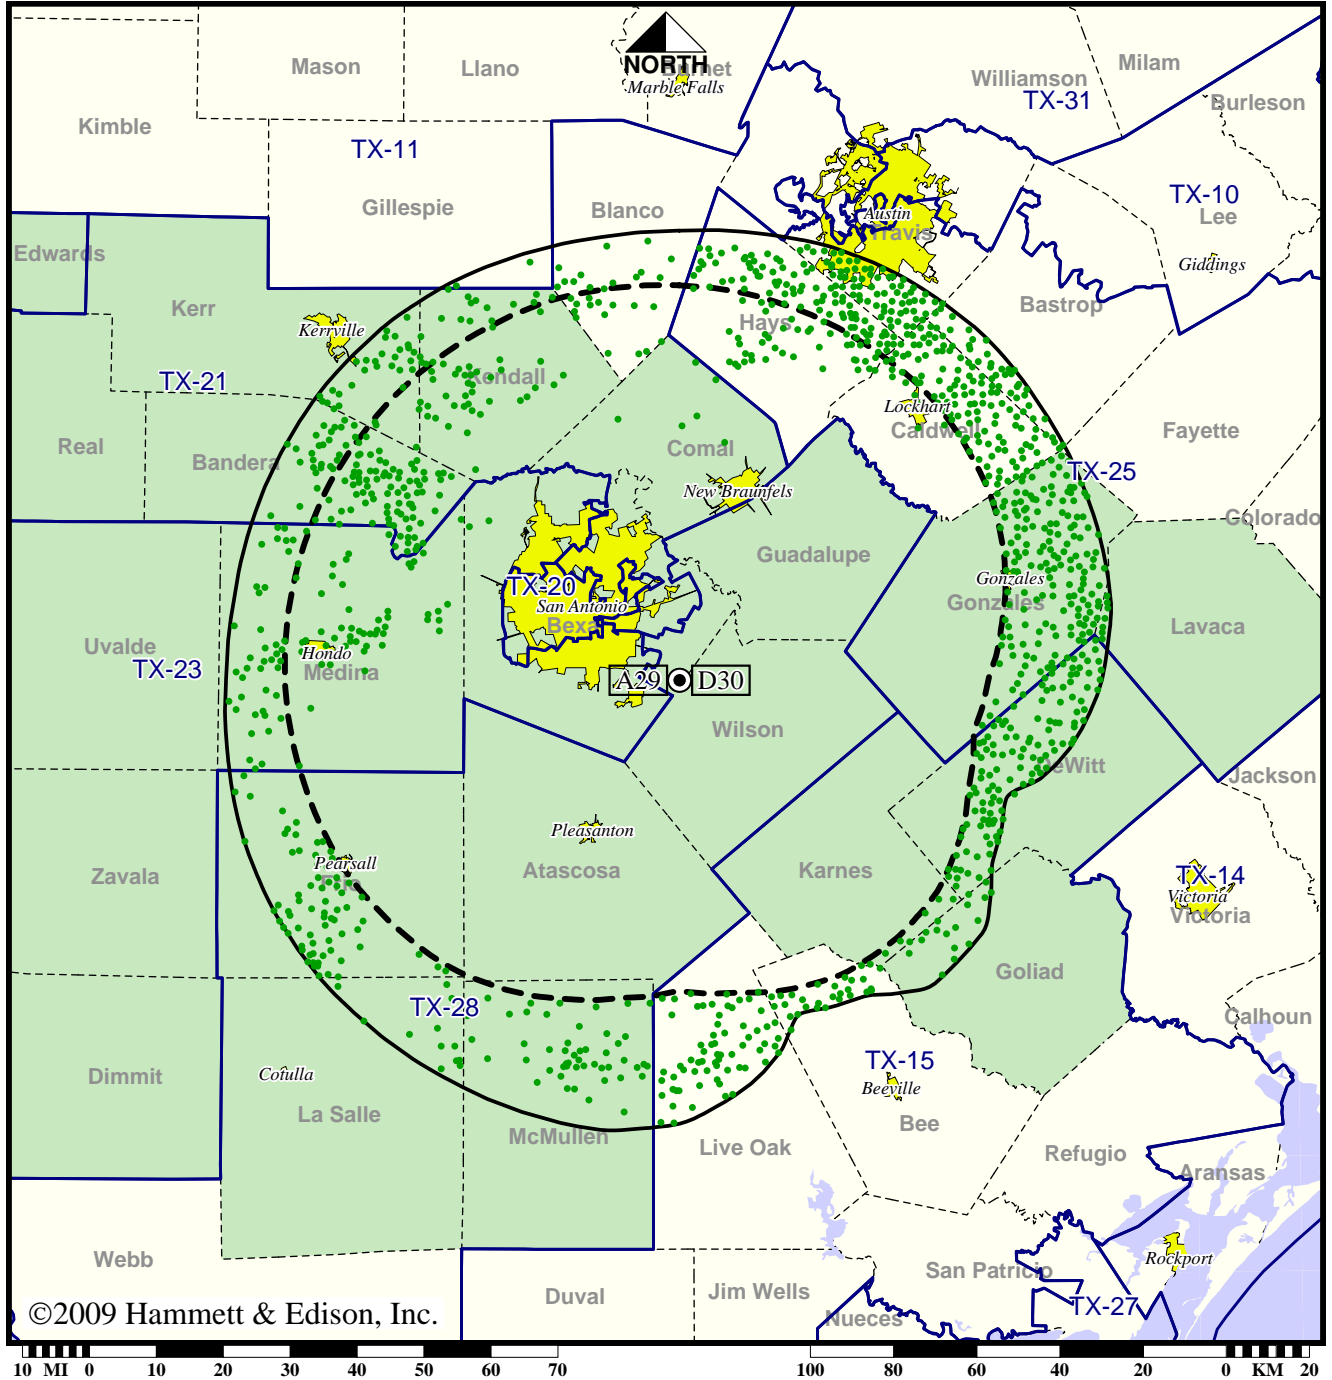 Mason
Llano
NORTH
Burnet
Marble Falls
Williamson
Milam
TX-31
Burleson
Kimble
TX-11
TX-10
Gillespie
Blanco
Austin
Travis
Lee
Edwards
Giddings
Kerr
Bastrop
Kerrville
Hays
TX-21
Kendall
Lockhart
Caldwell
Fayette
Real
Bandera
Comal
TX-25
New Braunfels
Colorado
Guadalupe
TX-20
San Antonio
Bexar
Gonzales
Gonzales
Lavaca
Uvalde
TX-23
Hondo
Medina
A29
D30
Wilson
DeWitt
Jackson
Pleasanton
Pearsall
Frio
Zavala
Atascosa
Karnes
TX-14
Victoria
Victoria
Goliad
TX-28
Calhoun
Dimmit
Cotulla
La Salle
TX-15
Beeville
Bee
McMullen
Live Oak
Refugio
Aransas
Webb
Rockport
San Patricio
Duval
Jim Wells
TX-27
Nueces
©2009 Hammett & Edison, Inc.
10 MI 0 10 20 30 40 50 60 70
100 80 60 40 20 0 KM 20